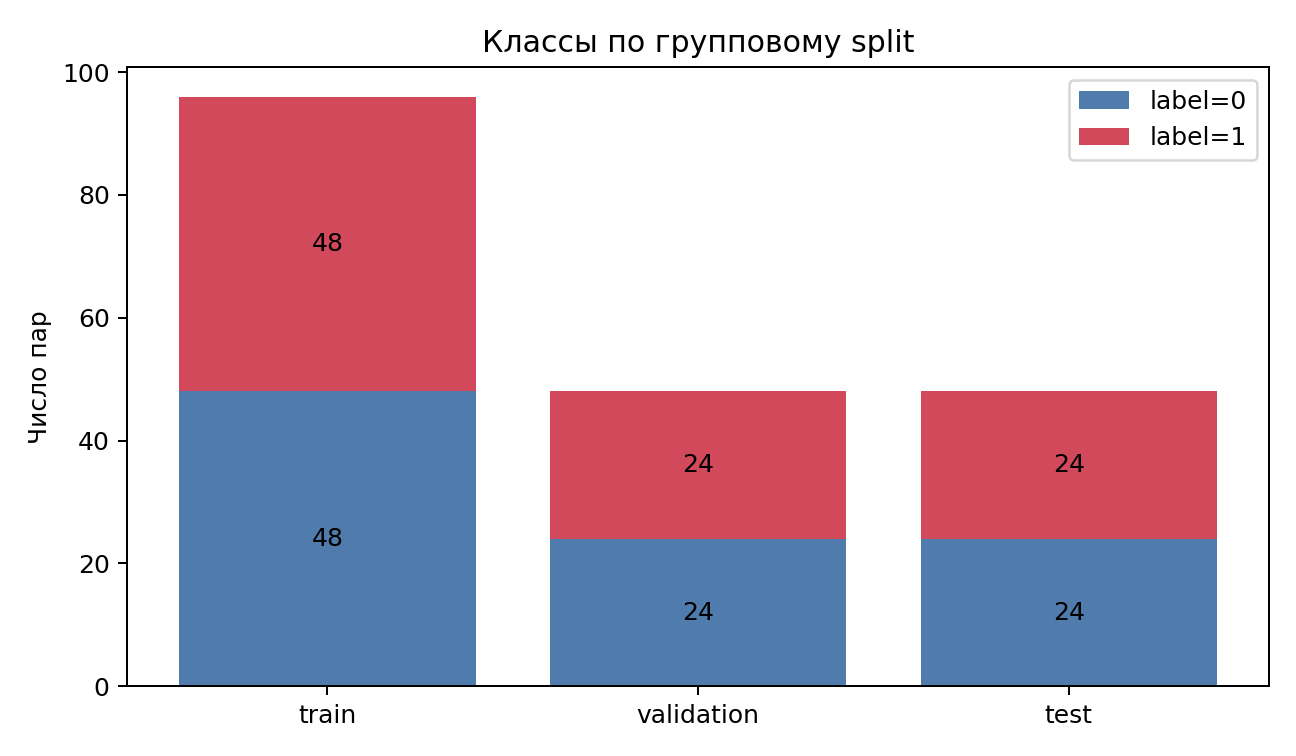 Классы по групповому split
label=0
label=1
Число пар
100
80
60
40
20
0
48
48
24
24
24
24
train
validation
test